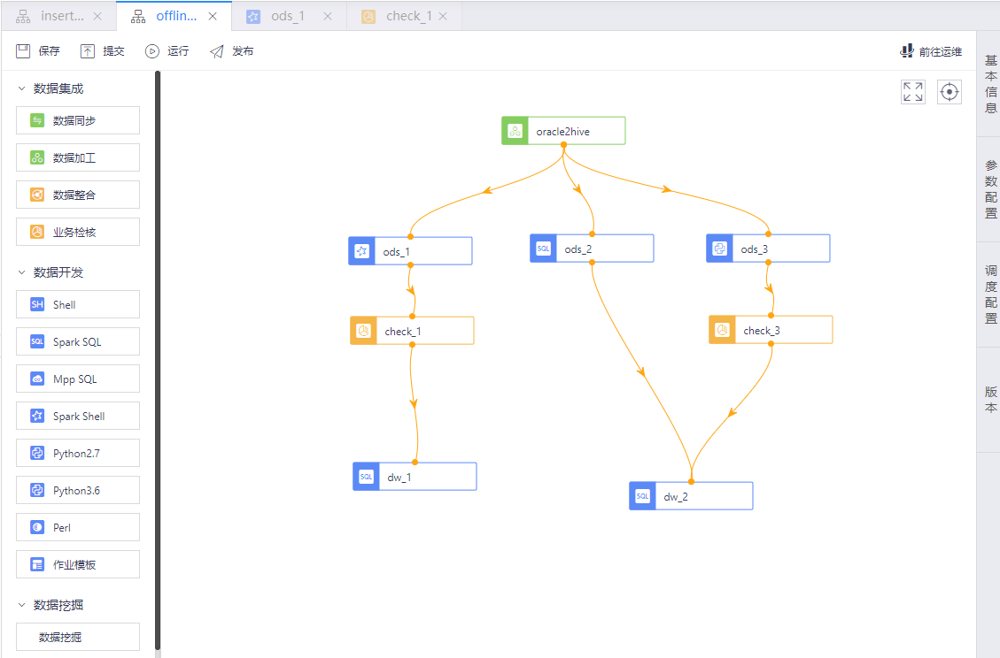 insert...
offlin...
ods_1
check_1
保存
提交
运行
发布
前往运维
数据集成
数据同步
数据加工
数据整合
业务检核
数据开发
SH Shell
SQL Spark SQL
Mpp SQL
Spark Shell
Python2.7
Python3.6
Perl
作业模板
数据挖掘
数据挖掘
oracle2hive
ods_1
SQL ods_2
ods_3
check_1
check_3
SQL dw_1
SQL dw_2
基本信息
参数配置
调度配置
版本